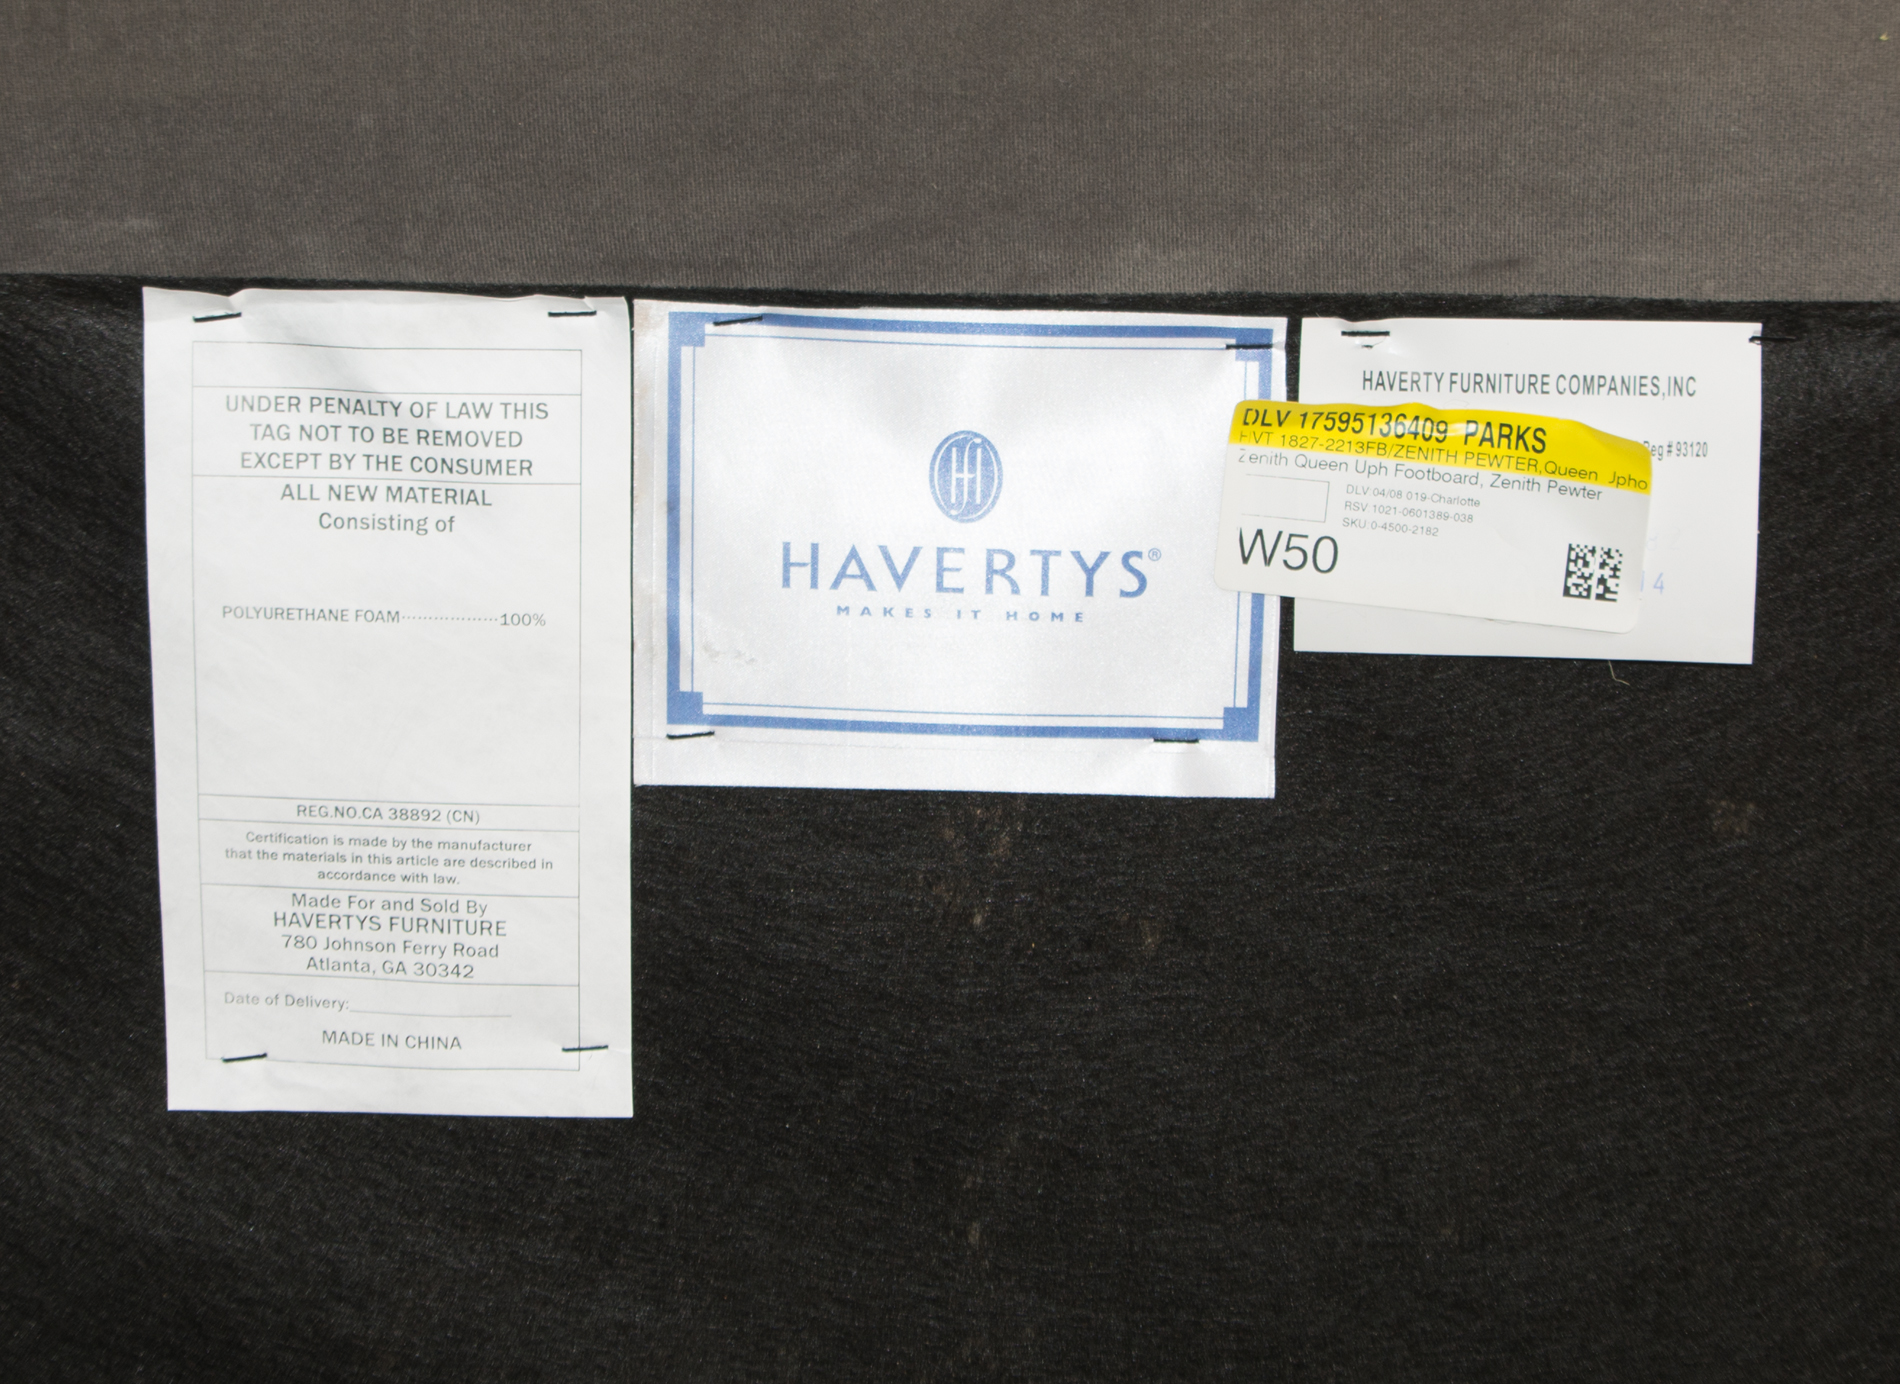 UNDER PENALTY OF LAW THIS
TAG NOT TO BE REMOVED
EXCEPT BY THE CONSUMER
ALL NEW MATERIAL
Consisting of
POLYURETHANE FOAM··················100%
REG.NO.CA 38892 (CN)
Certification is made by the manufacturer
that the materials in this article are described in
accordance with law.
Made For and Sold By
HAVERTYS FURNITURE
780 Johnson Ferry Road
Atlanta, GA 30342
Date of Delivery:
MADE IN CHINA
HAVERTYS®
MAKES IT HOME
HAVERTY FURNITURE COMPANIES,INC
Reg # 93120
DLV 17595136409 PARKS
HVT 1827-2213FB/ZENITH PEWTER,Queen Jpho
Zenith Queen Uph Footboard, Zenith Pewter
DLV 04/08 019-Charlotte
RSV 1021-0601389-038
SKU:0-4500-2182
W50